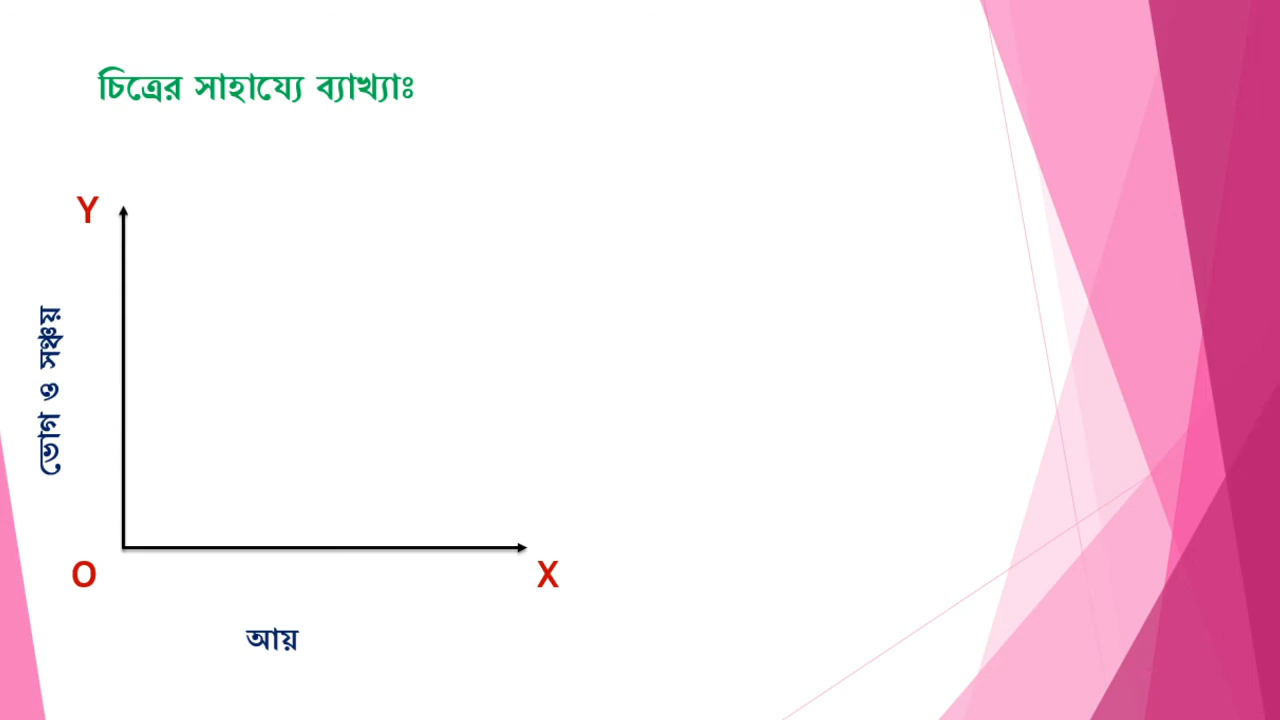 চিত্রের সাহায্যে ব্যাখ্যাঃ
Y
ভোগ ও সঞ্চয়
O
X
আয়